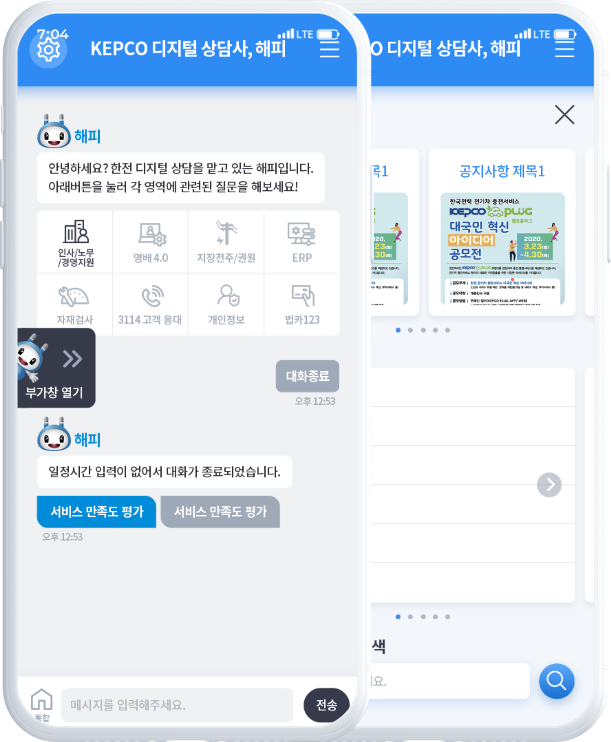 7:04
LTE
KEPCO 디지털 상담사, 해피
해피
안녕하세요? 한전 디지털 상담을 맡고 있는 해피입니다.
아래버튼을 눌러 각 영역에 관련된 질문을 해보세요!
인사/노무
/경영지원
영배 4.0
지장전주/권원
ERP
자재검사
3114 고객 응대
개인정보
법카123
부가창 열기
대화종료
오후 12:53
해피
일정시간 입력이 없어서 대화가 종료되었습니다.
서비스 만족도 평가
서비스 만족도 평가
오후 12:53
통합
메시지를 입력해주세요.
전송
LTE
O 디지털 상담사, 해피
목1
공지사항 제목1
한국전력 전기차 충전서비스
KEPCO PLUG
대국민 혁신
아이디어
공모전
2020.
3.23
~4.30
020.
.23
.30
색
요.